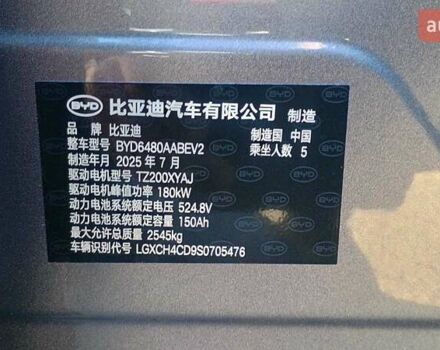 au
BYD 比亚迪汽车有限公司 制造
品 牌 比亚迪 制造国 中国
整车型号 BYD6480AABEV2 乘坐人数 5
制造年月 2025 年 7 月
驱动电机型号 TZ200XYAJ
驱动电机峰值功率 180kW
动力电池系统额定电压 524.8V
动力电池系统额定容量 150Ah
最大允许总质量 2545kg
车辆识别代号 LGXCH4CD9S0705476